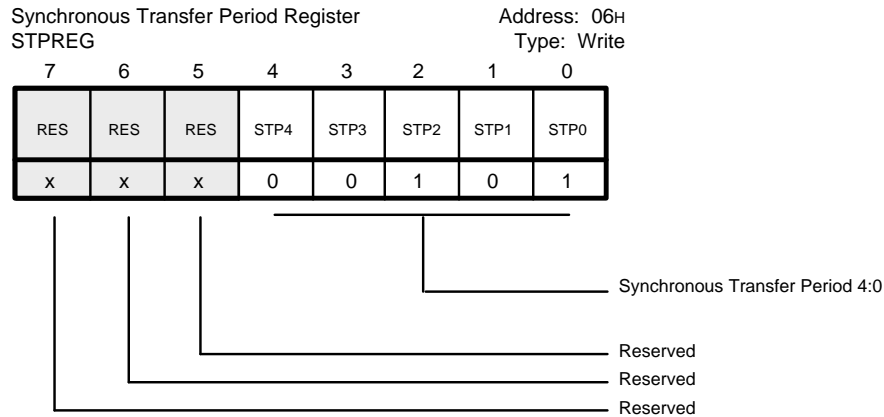 Synchronous Transfer Period Register Address: 06H
STPREG Type: Write
7 6 5 4 3 2 1 0
RES RES RES STP4 STP3 STP2 STP1 STP0
x x x 0 0 1 0 1
Synchronous Transfer Period 4:0
Reserved
Reserved
Reserved